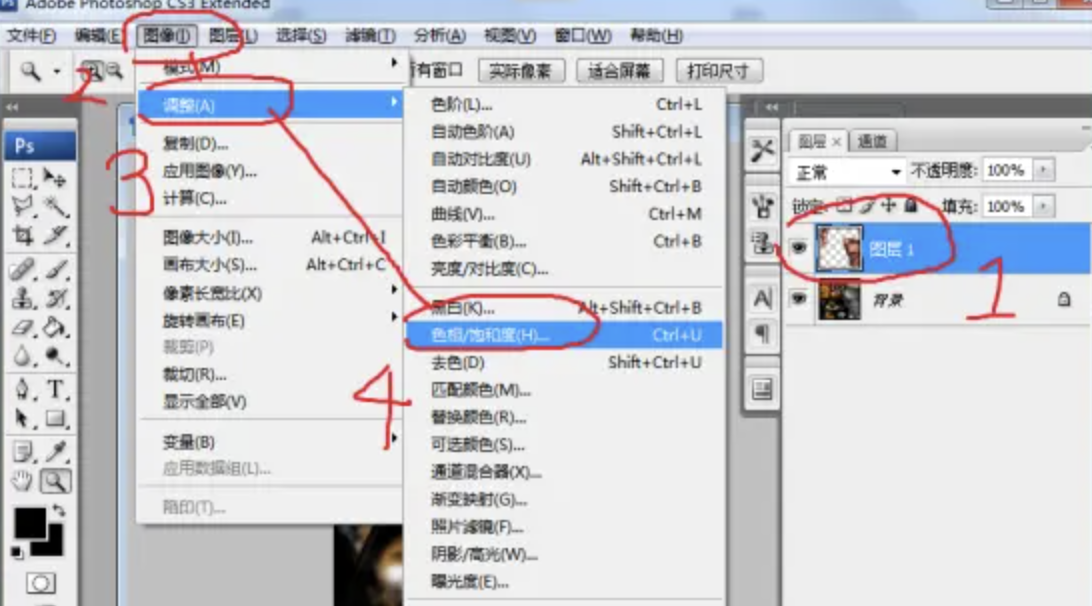 Adobe Photoshop CS3 Extended
文件(F) 编辑(E) 图像(I) 图层(L) 选择(S) 滤镜(T) 分析(A) 视图(V) 窗口(W) 帮助(H)
所有窗口 实际像素 适合屏幕 打印尺寸
2
模式(M)
调整(A)
复制(D)...
应用图像(Y)...
计算(C)...
3
图像大小(I)... Alt+Ctrl+I
画布大小(S)... Alt+Ctrl+C
像素长宽比(X)
旋转画布(E)
裁剪(P)
裁切(R)...
显示全部(V)
变量(B)
应用数据组(L)...
陷印(T)...
色阶(L)... Ctrl+L
自动色阶(A) Shift+Ctrl+L
自动对比度(U) Alt+Shift+Ctrl+L
自动颜色(O) Shift+Ctrl+B
曲线(V)... Ctrl+M
色彩平衡(B)... Ctrl+B
亮度/对比度(C)...
黑白(K)... Alt+Shift+Ctrl+B
色相/饱和度(H)... Ctrl+U
去色(D) Shift+Ctrl+U
4
匹配颜色(M)...
替换颜色(R)...
可选颜色(S)...
通道混合器(X)...
渐变映射(G)...
照片滤镜(F)...
阴影/高光(W)...
曝光度(E)...
Ps
T
A
图层 × 通道
正常 不透明度: 100%
锁定: 填充: 100%
图层 1
1
背景